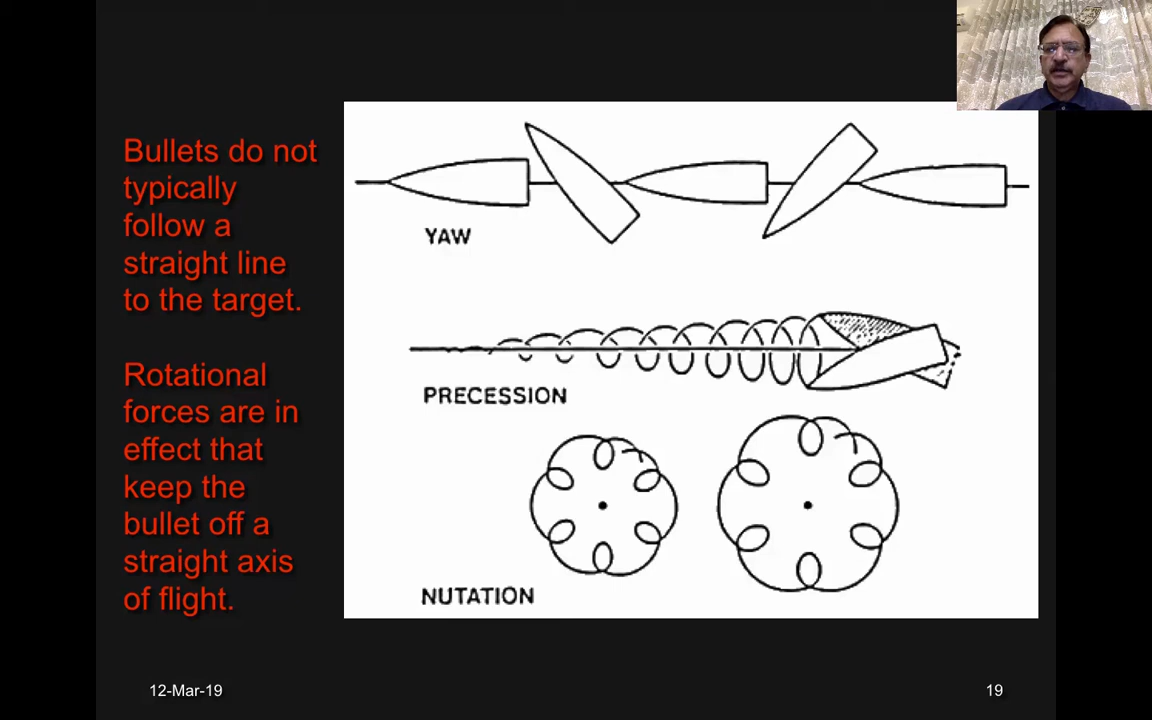 Bullets do not
typically
follow a
straight line
to the target.
Rotational
forces are in
effect that
keep the
bullet off a
straight axis
of flight.
YAW
PRECESSION
NUTATION
12-Mar-19
19